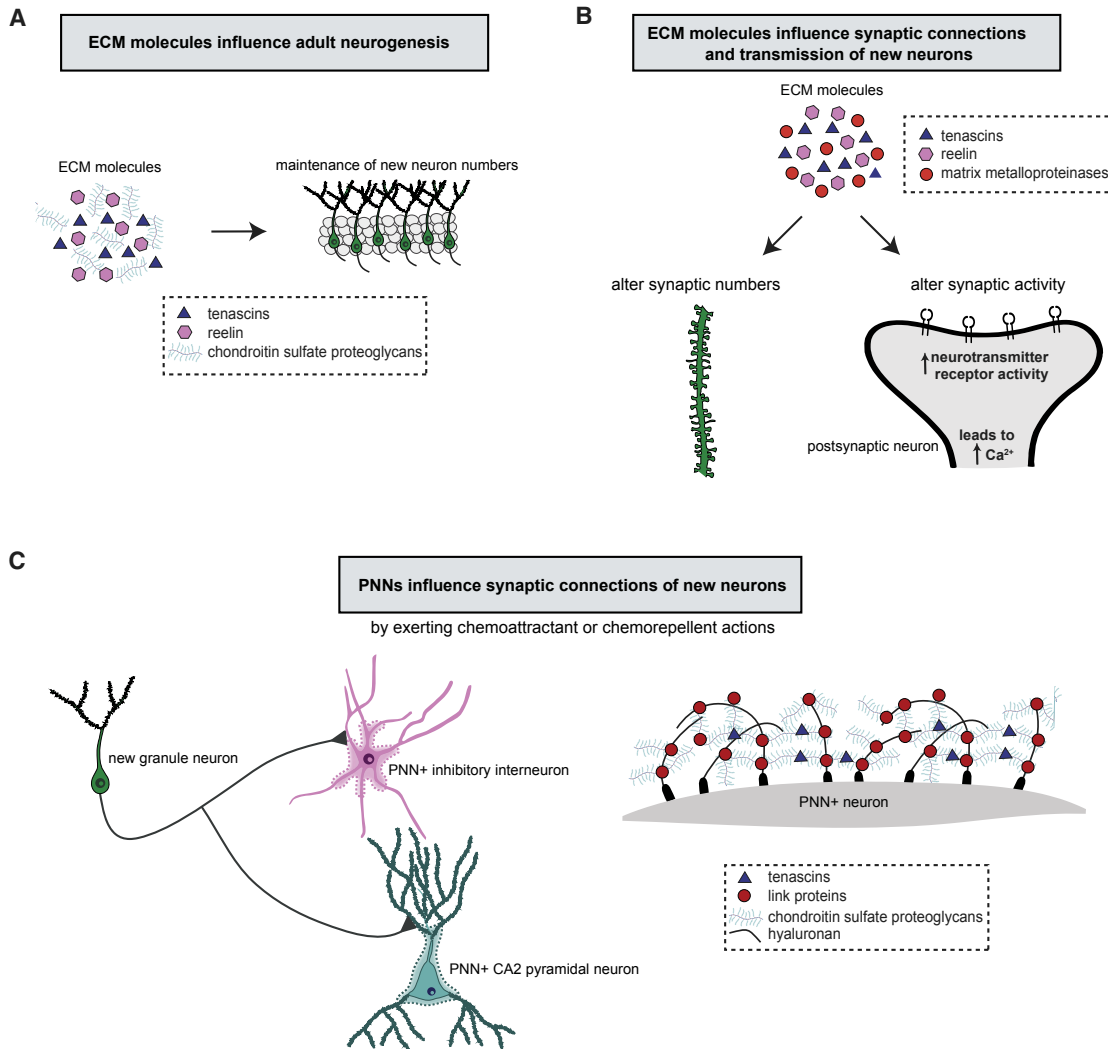 A
ECM molecules influence adult neurogenesis
ECM molecules
maintenance of new neuron numbers
tenascins
reelin
chondroitin sulfate proteoglycans
B
ECM molecules influence synaptic connections
and transmission of new neurons
ECM molecules
tenascins
reelin
matrix metalloproteinases
alter synaptic numbers
alter synaptic activity
neurotransmitter
receptor activity
postsynaptic neuron
leads to
Ca²⁺
C
PNNs influence synaptic connections of new neurons
by exerting chemoattractant or chemorepellent actions
new granule neuron
PNN+ inhibitory interneuron
PNN+ CA2 pyramidal neuron
PNN+ neuron
tenascins
link proteins
chondroitin sulfate proteoglycans
hyaluronan